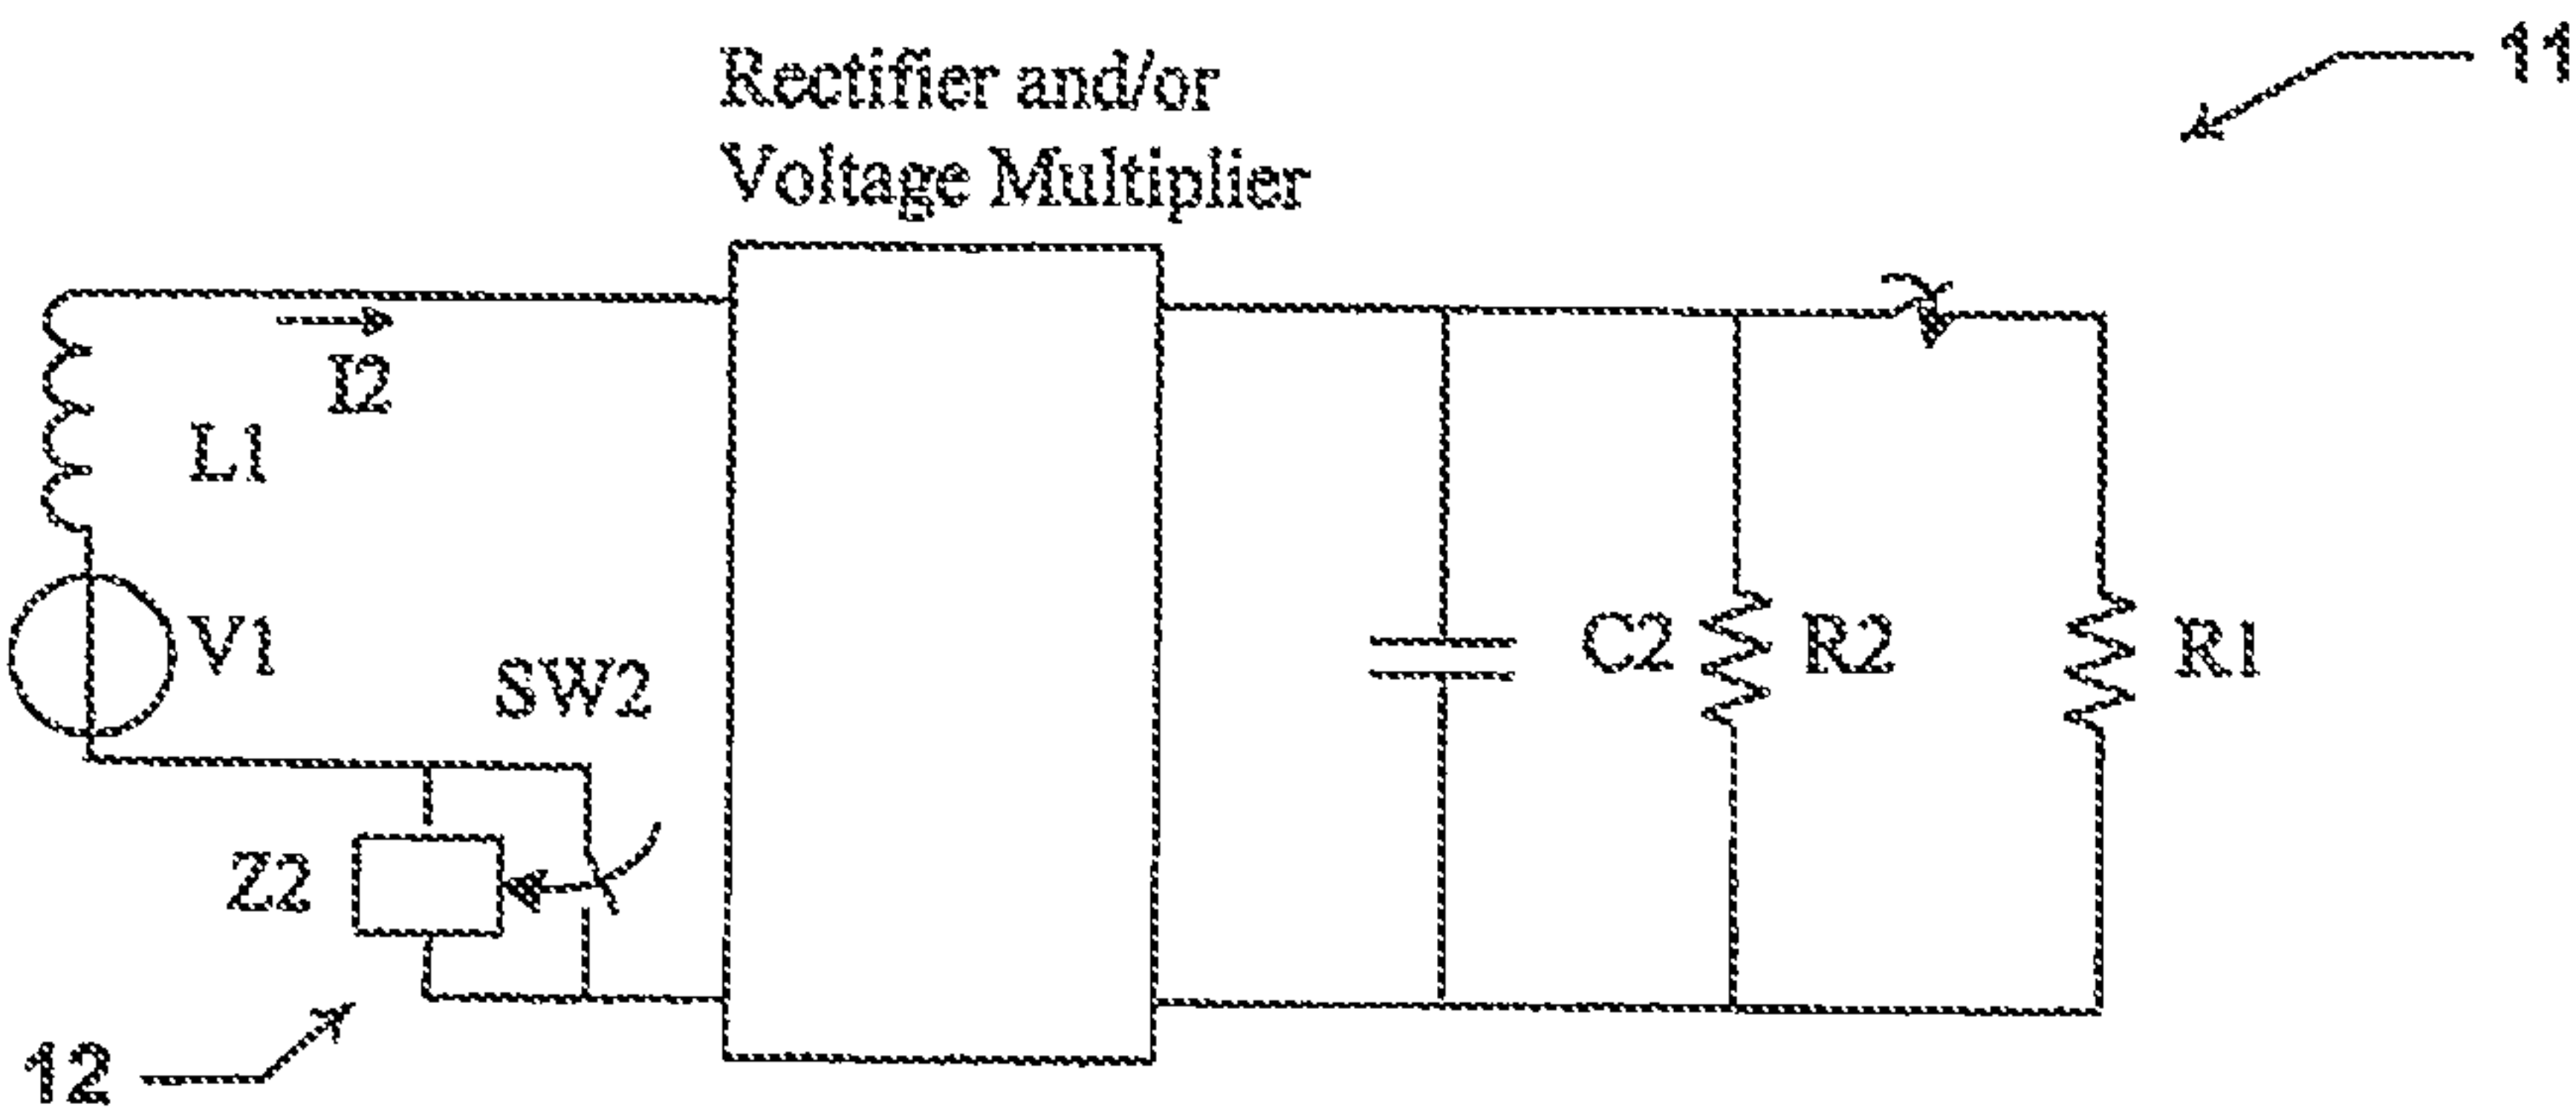 11
Rectifier and/or
Voltage Multiplier
I2
L1
V1
SW2
C2
R2
R1
Z2
12